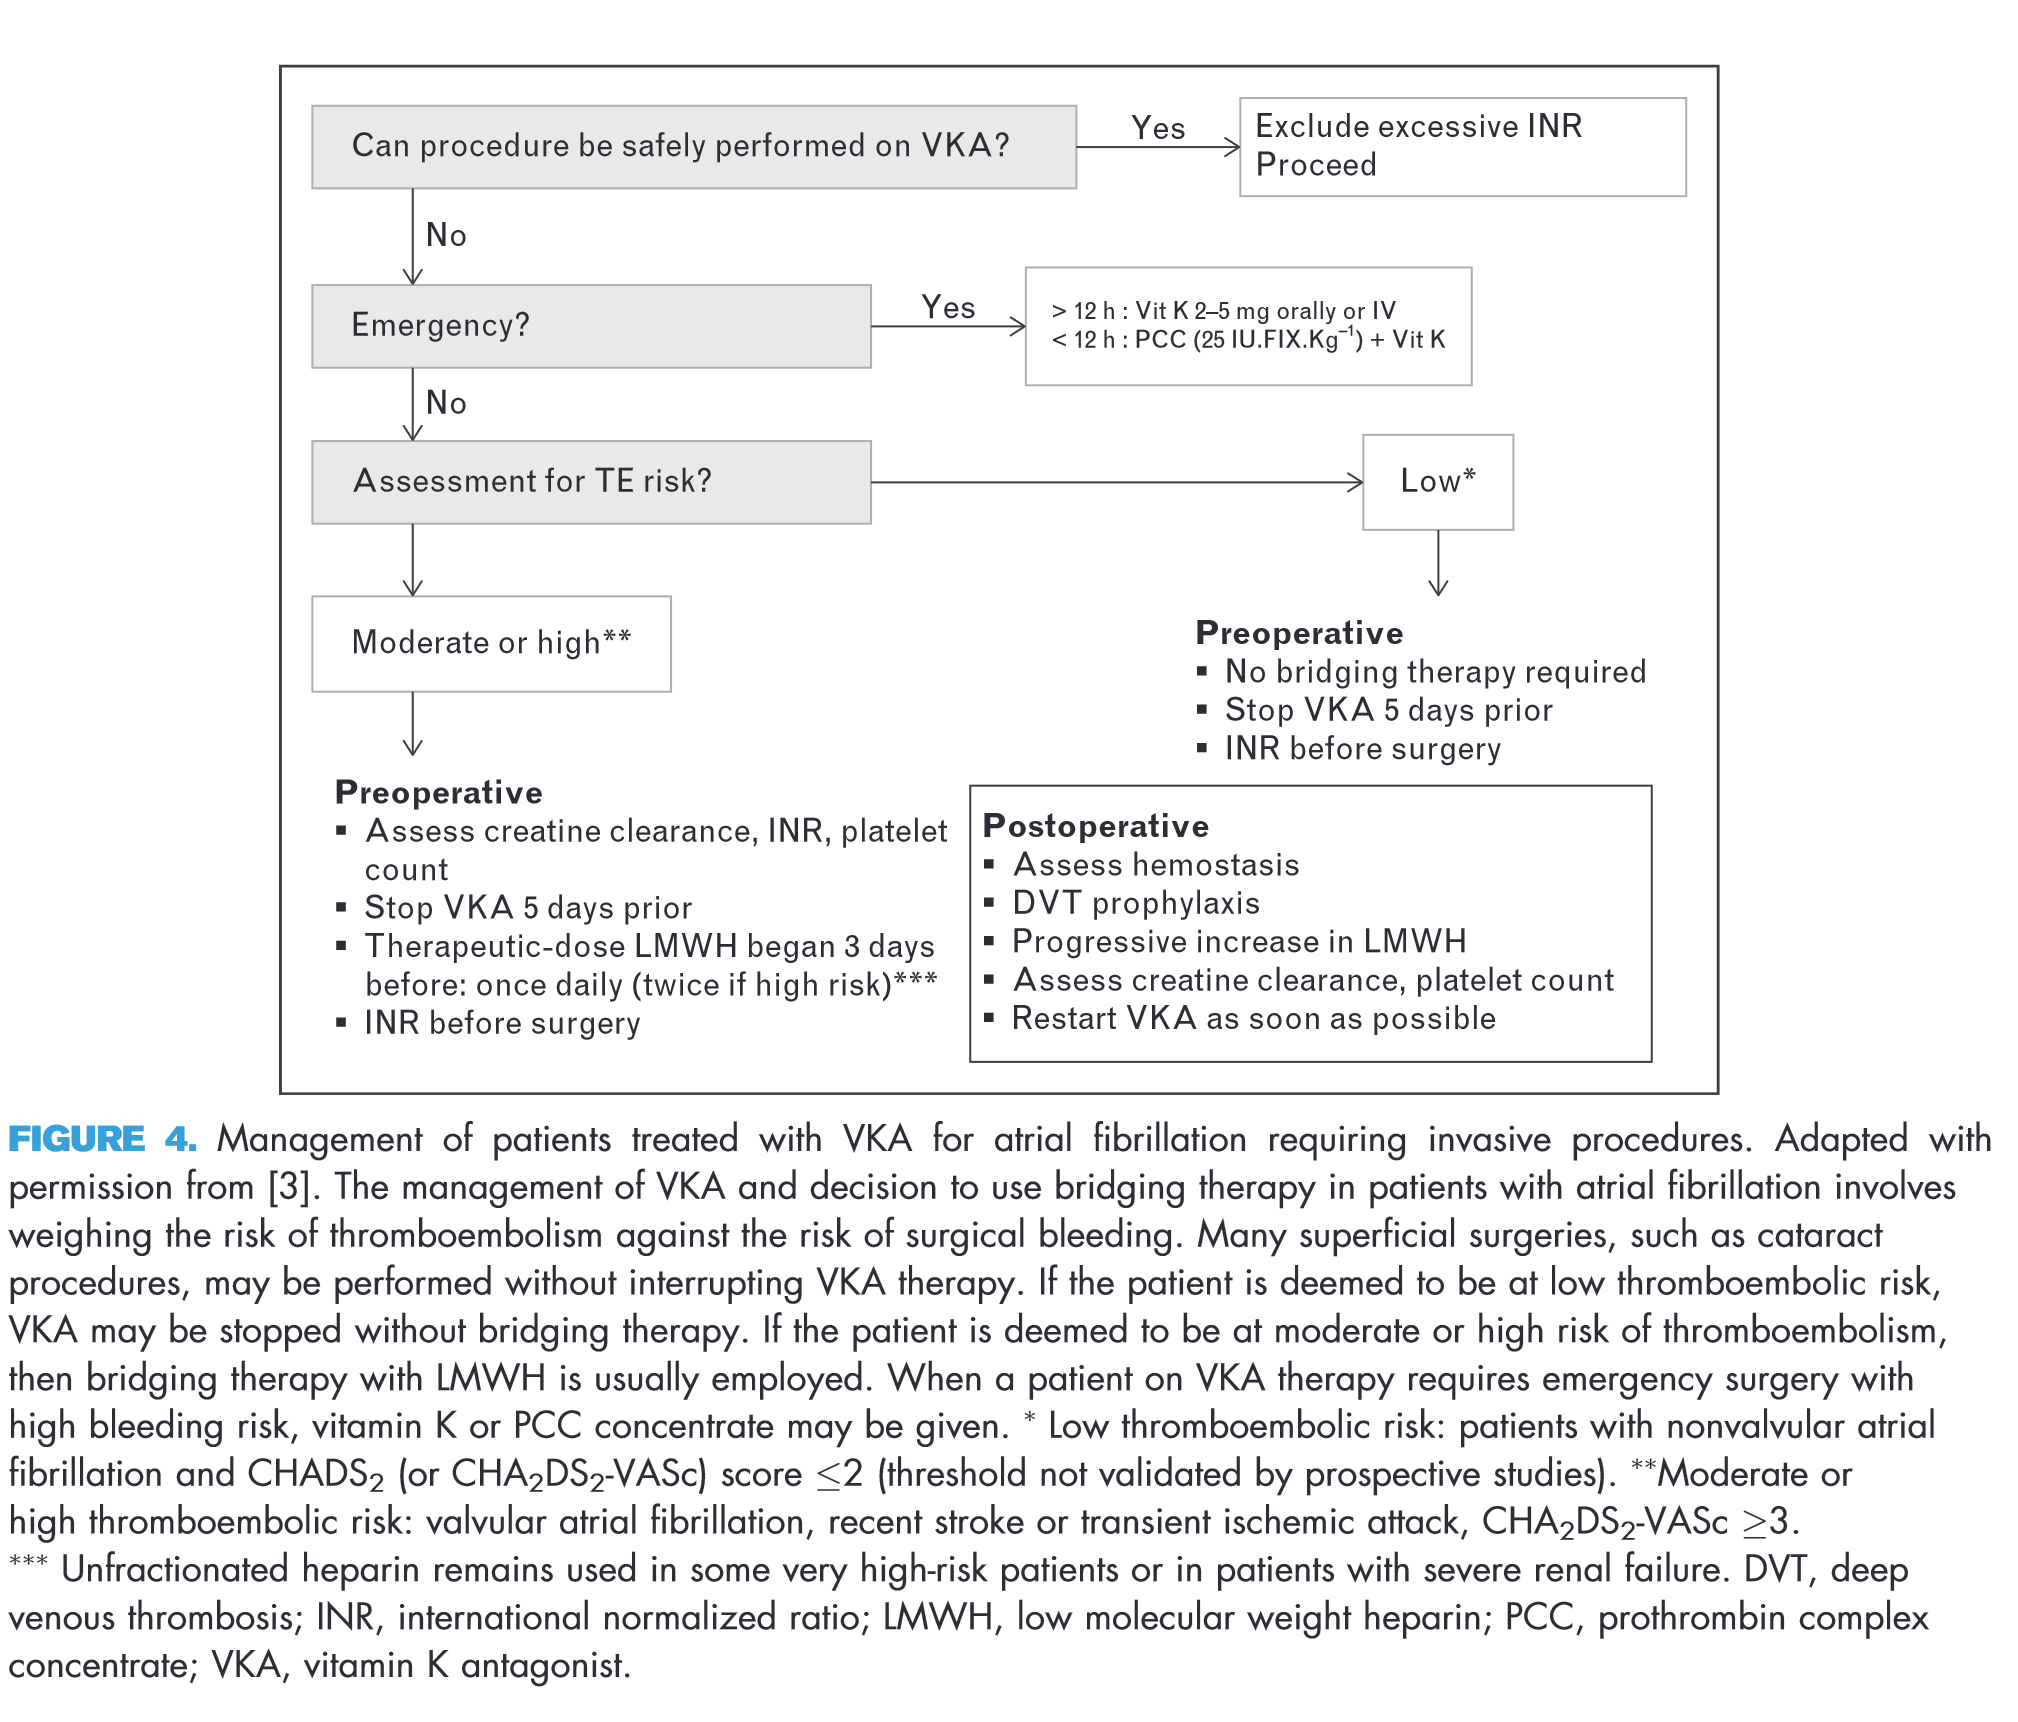 Can procedure be safely performed on VKA?
Yes
Exclude excessive INR
Proceed
No
Emergency?
Yes
> 12 h : Vit K 2–5 mg orally or IV
< 12 h : PCC (25 IU.FIX.Kg⁻¹) + Vit K
No
Assessment for TE risk?
Low*
Moderate or high**
Preoperative
▪ No bridging therapy required
▪ Stop VKA 5 days prior
▪ INR before surgery
Preoperative
▪ Assess creatine clearance, INR, platelet
count
▪ Stop VKA 5 days prior
▪ Therapeutic-dose LMWH began 3 days
before: once daily (twice if high risk)***
▪ INR before surgery
Postoperative
▪ Assess hemostasis
▪ DVT prophylaxis
▪ Progressive increase in LMWH
▪ Assess creatine clearance, platelet count
▪ Restart VKA as soon as possible
FIGURE 4. Management of patients treated with VKA for atrial fibrillation requiring invasive procedures. Adapted with
permission from [3]. The management of VKA and decision to use bridging therapy in patients with atrial fibrillation involves
weighing the risk of thromboembolism against the risk of surgical bleeding. Many superficial surgeries, such as cataract
procedures, may be performed without interrupting VKA therapy. If the patient is deemed to be at low thromboembolic risk,
VKA may be stopped without bridging therapy. If the patient is deemed to be at moderate or high risk of thromboembolism,
then bridging therapy with LMWH is usually employed. When a patient on VKA therapy requires emergency surgery with
high bleeding risk, vitamin K or PCC concentrate may be given. * Low thromboembolic risk: patients with nonvalvular atrial
fibrillation and CHADS₂ (or CHA₂DS₂-VASc) score ≤2 (threshold not validated by prospective studies). **Moderate or
high thromboembolic risk: valvular atrial fibrillation, recent stroke or transient ischemic attack, CHA₂DS₂-VASc ≥3.
*** Unfractionated heparin remains used in some very high-risk patients or in patients with severe renal failure. DVT, deep
venous thrombosis; INR, international normalized ratio; LMWH, low molecular weight heparin; PCC, prothrombin complex
concentrate; VKA, vitamin K antagonist.